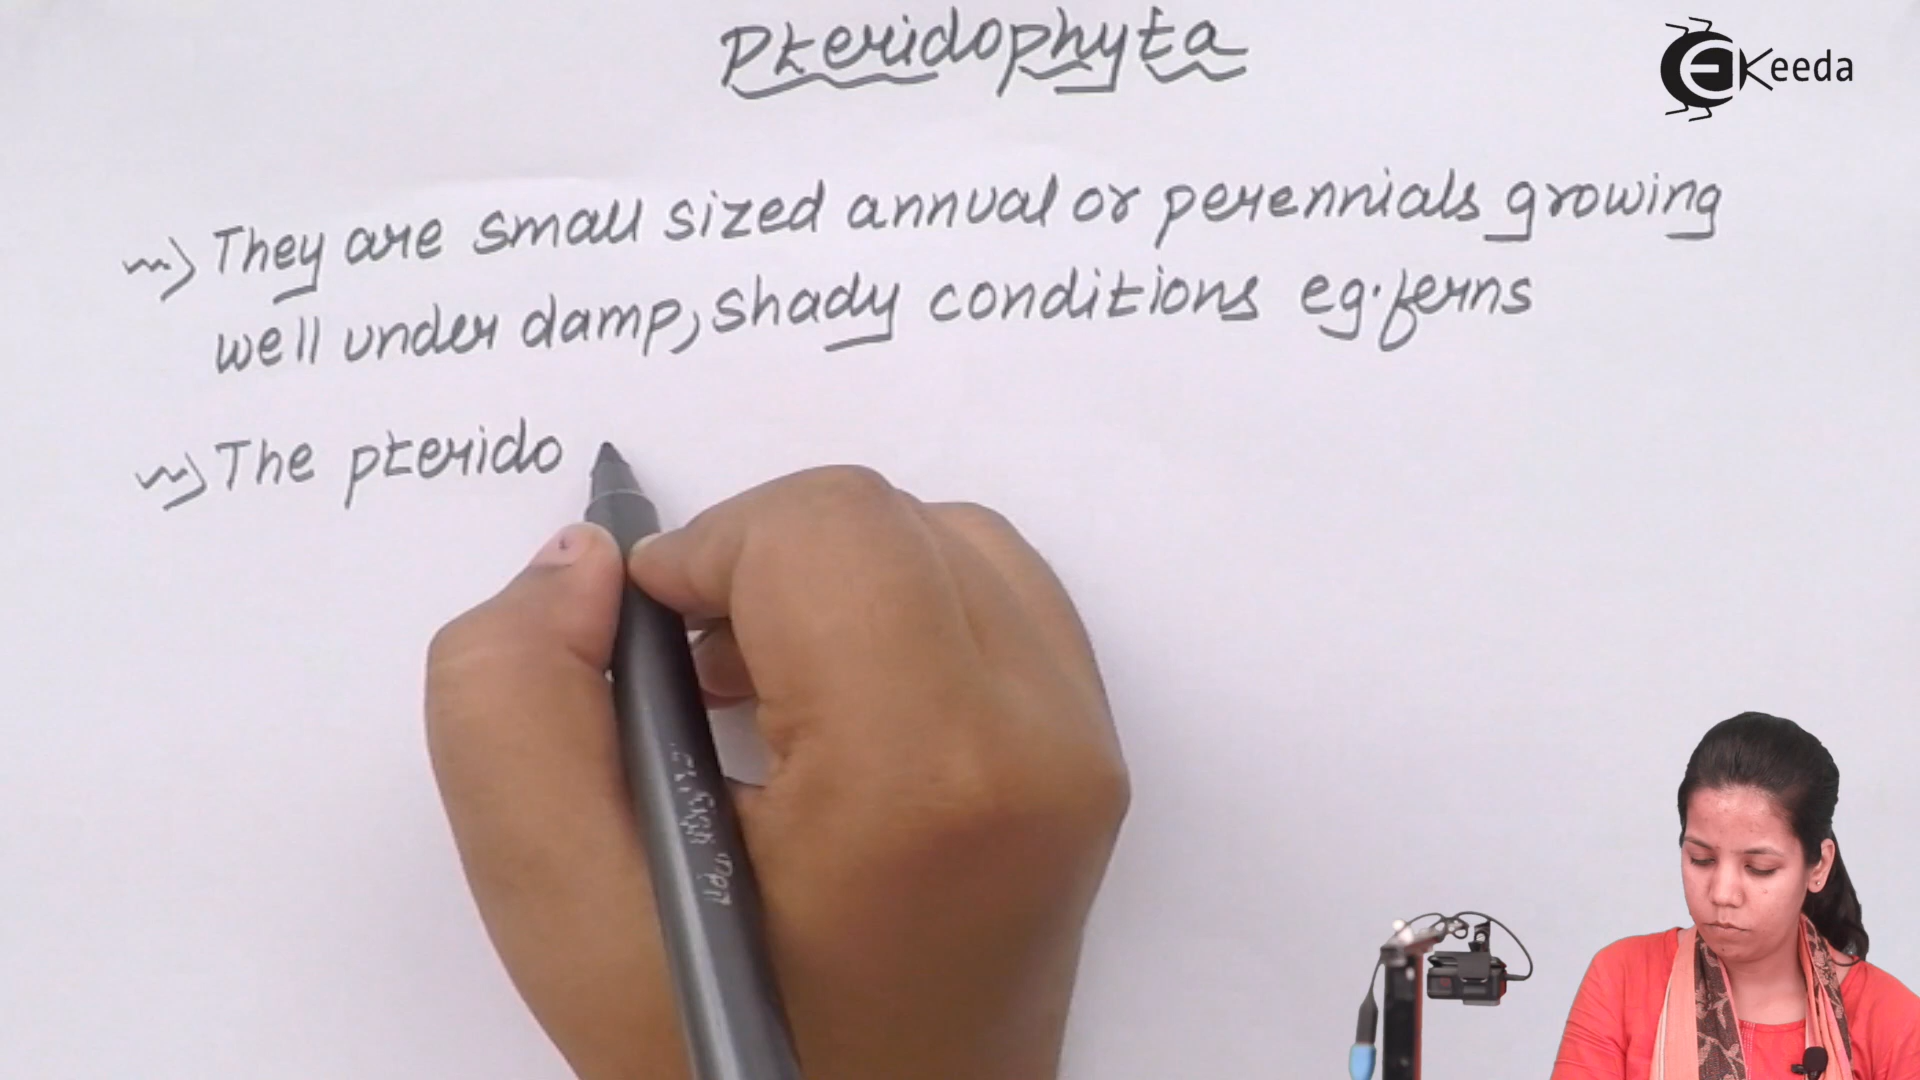 Pteridophyta
EKeeda
They are small sized annual or perennials growing
well under damp, shady conditions eg. ferns
The pterido